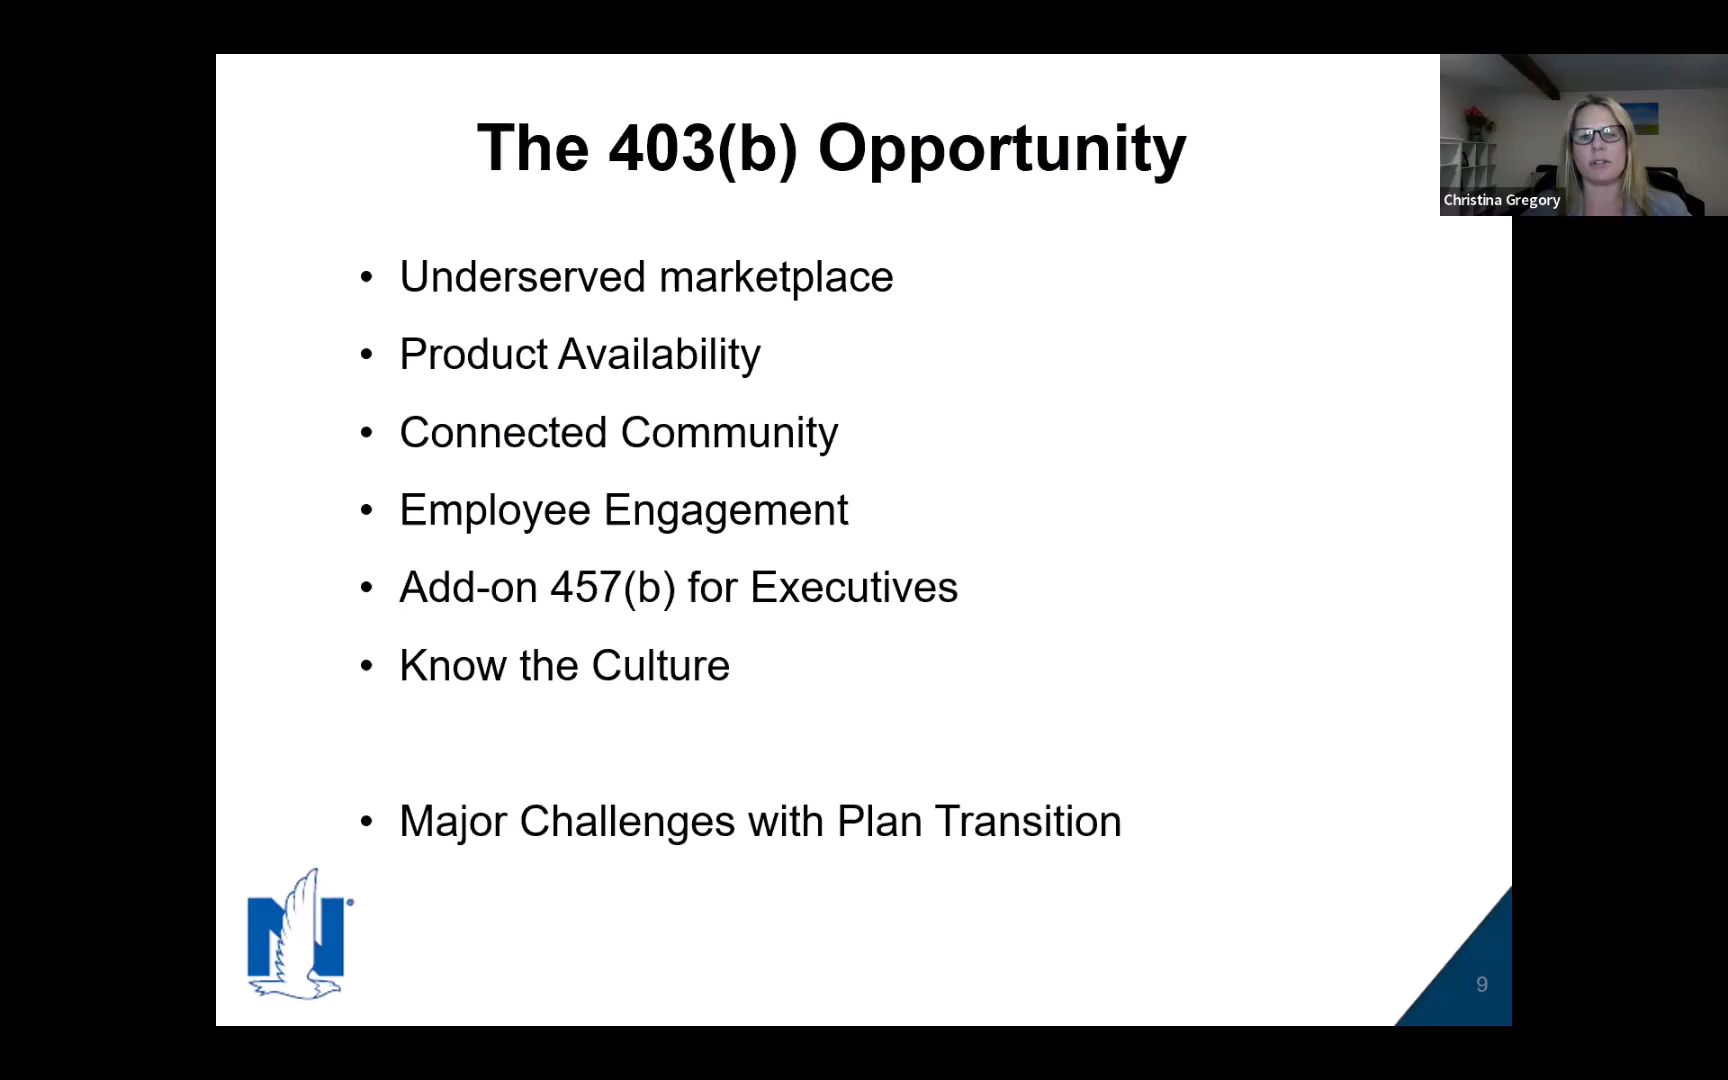 The 403(b) Opportunity
Christina Gregory
• Underserved marketplace
• Product Availability
• Connected Community
• Employee Engagement
• Add-on 457(b) for Executives
• Know the Culture
• Major Challenges with Plan Transition
N®
9